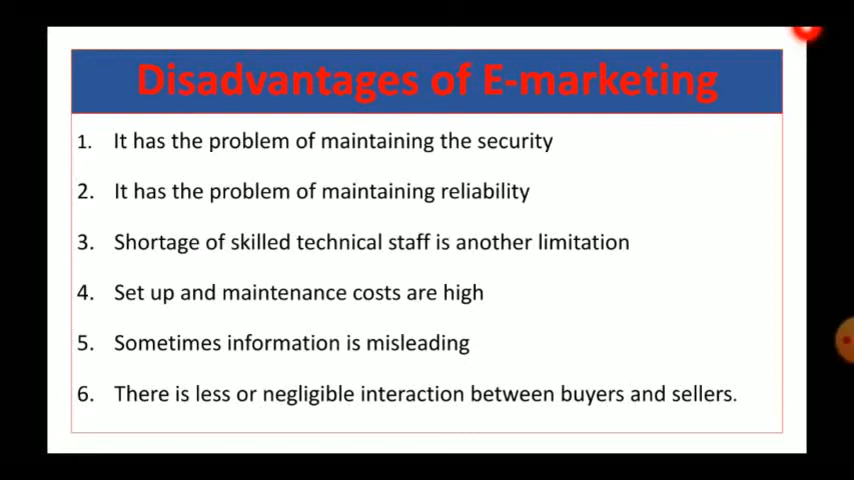 Disadvantages of E-marketing
1. It has the problem of maintaining the security
2. It has the problem of maintaining reliability
3. Shortage of skilled technical staff is another limitation
4. Set up and maintenance costs are high
5. Sometimes information is misleading
6. There is less or negligible interaction between buyers and sellers.